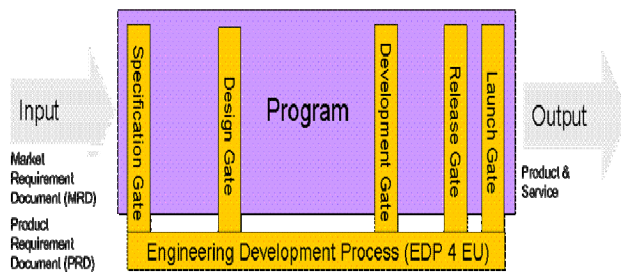 Input
Market
Requirement
Document (MRD)
Product
Requirement
Document (PRD)
Specification Gate
Design Gate
Program
Development Gate
Release Gate
Launch Gate
Output
Product &
Service
Engineering Development Process (EDP 4 EU)